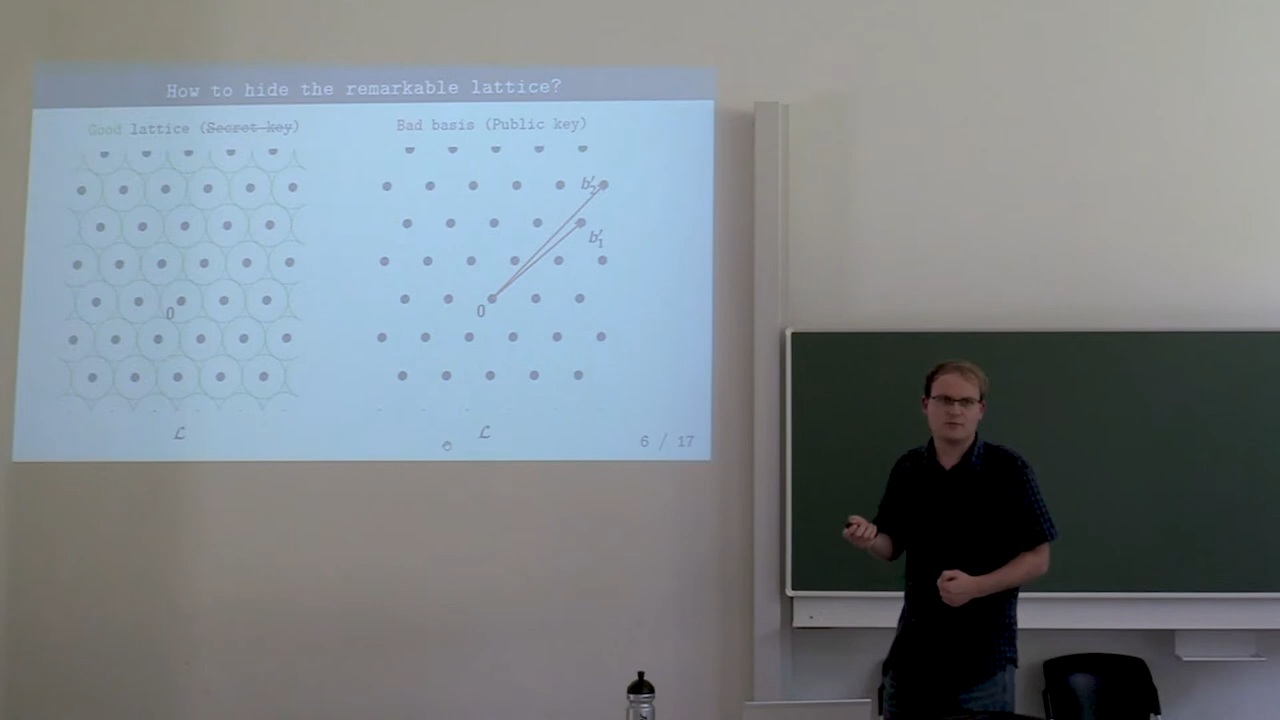 How to hide the remarkable lattice?
Good lattice (Secret key)
Bad basis (Public key)
b′₂
b′₁
0
0
ℒ
ℒ
6 / 17